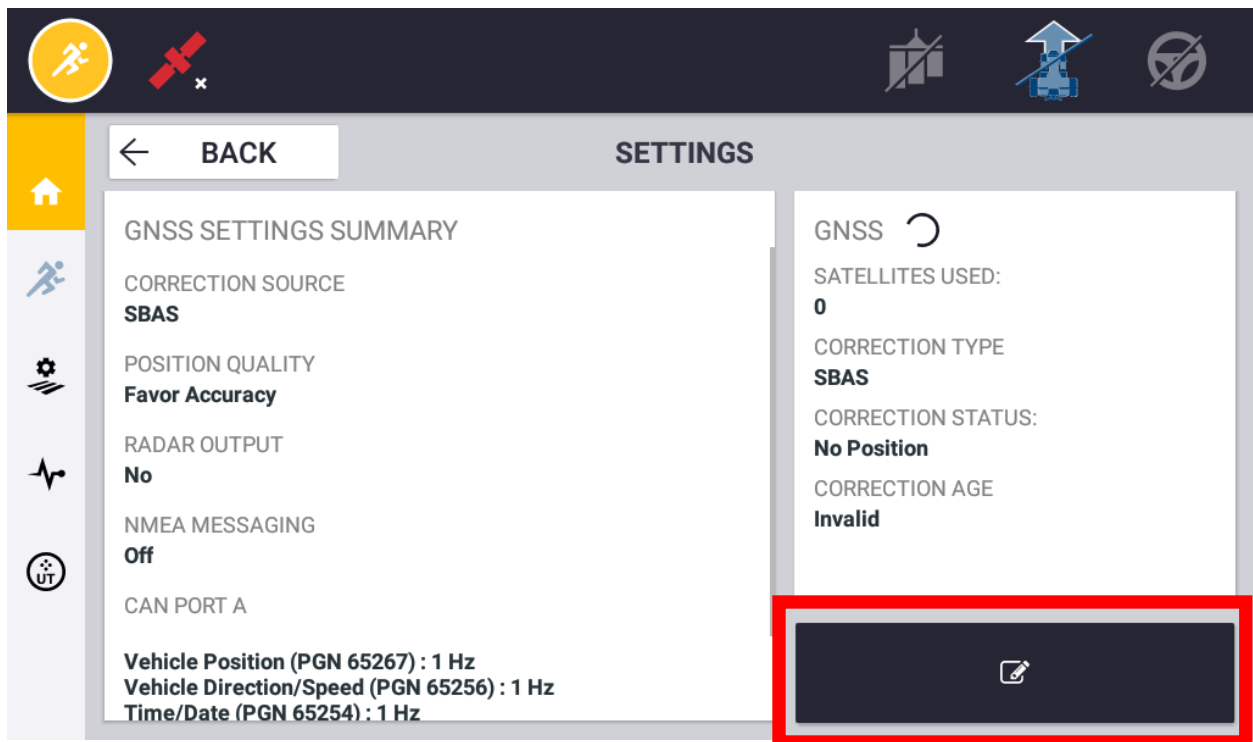 BACK
SETTINGS
GNSS SETTINGS SUMMARY
CORRECTION SOURCE
SBAS
POSITION QUALITY
Favor Accuracy
RADAR OUTPUT
No
NMEA MESSAGING
Off
CAN PORT A
Vehicle Position (PGN 65267) : 1 Hz
Vehicle Direction/Speed (PGN 65256) : 1 Hz
Time/Date (PGN 65254) : 1 Hz
GNSS
SATELLITES USED:
0
CORRECTION TYPE
SBAS
CORRECTION STATUS:
No Position
CORRECTION AGE
Invalid
UT